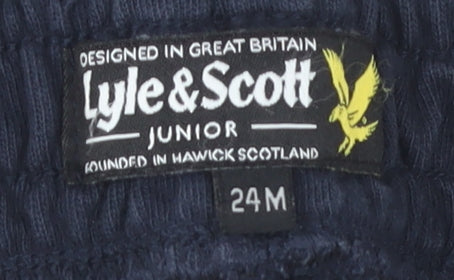 DESIGNED IN GREAT BRITAIN
Lyle & Scott
JUNIOR
FOUNDED IN HAWICK SCOTLAND
24M